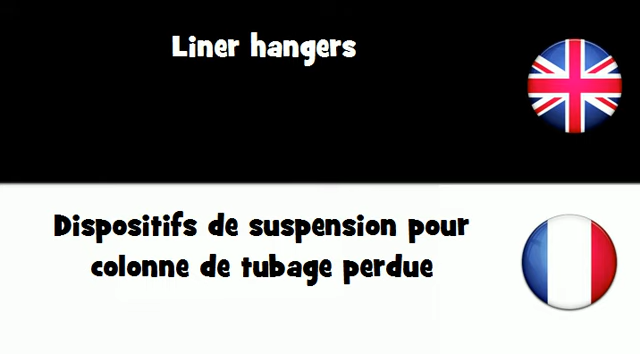 Liner hangers
Dispositifs de suspension pour
colonne de tubage perdue